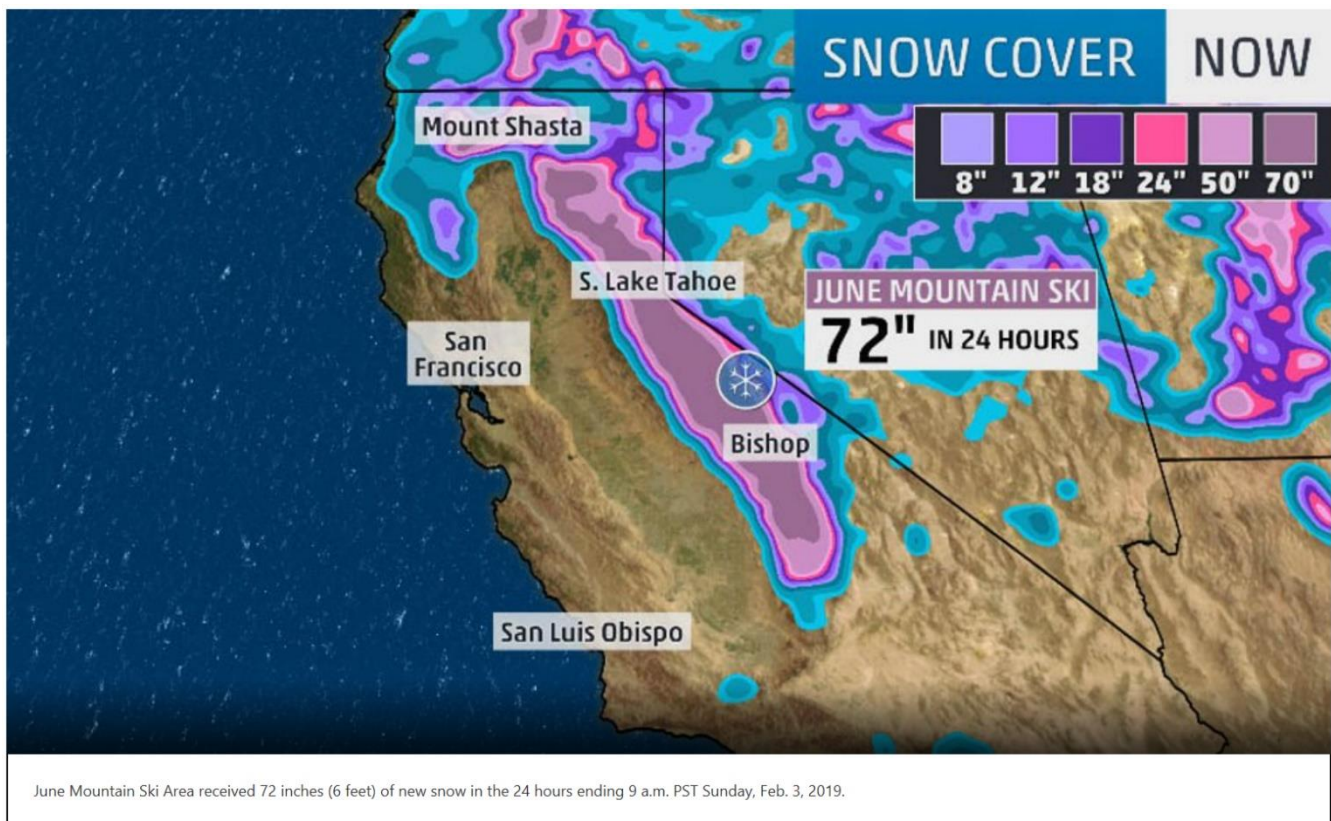 SNOW COVER NOW
8" 12" 18" 24" 50" 70"
Mount Shasta
S. Lake Tahoe
JUNE MOUNTAIN SKI
72" IN 24 HOURS
San
Francisco
Bishop
San Luis Obispo
June Mountain Ski Area received 72 inches (6 feet) of new snow in the 24 hours ending 9 a.m. PST Sunday, Feb. 3, 2019.